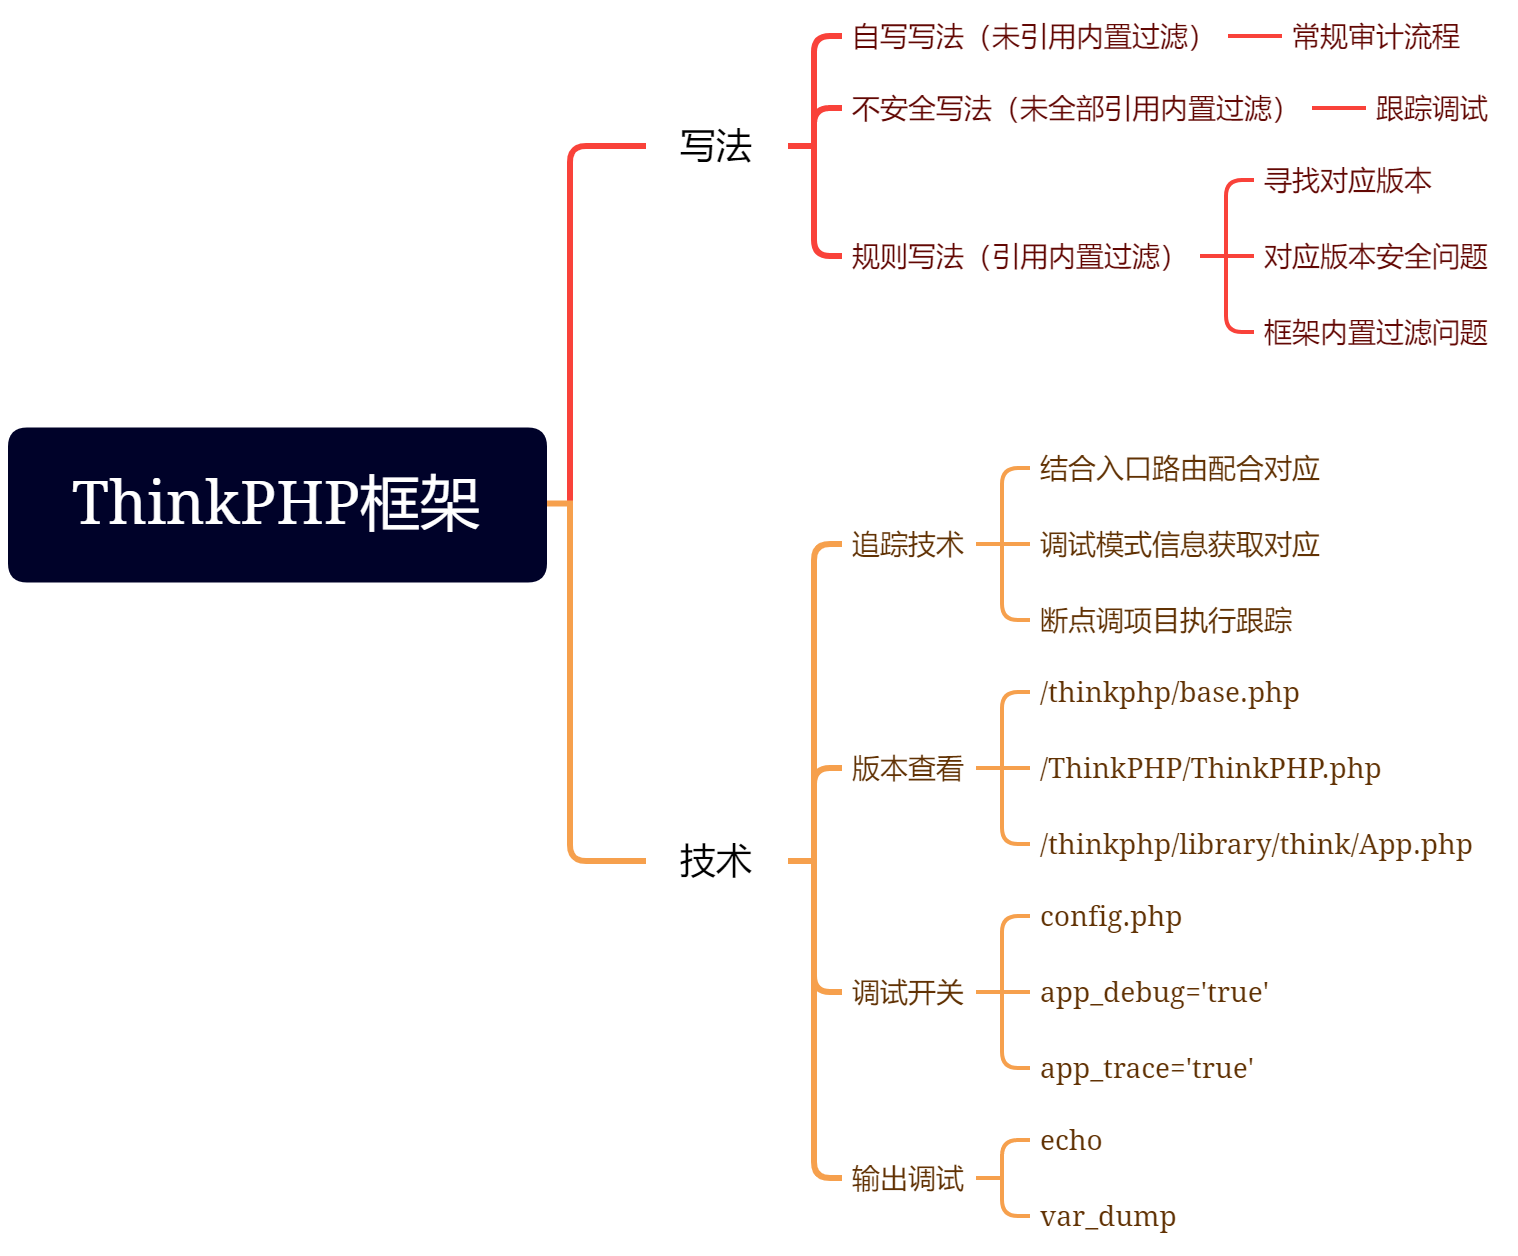 ThinkPHP框架
写法
自写写法（未引用内置过滤）
常规审计流程
不安全写法（未全部引用内置过滤）
跟踪调试
规则写法（引用内置过滤）
寻找对应版本
对应版本安全问题
框架内置过滤问题
技术
追踪技术
结合入口路由配合对应
调试模式信息获取对应
断点调项目执行跟踪
版本查看
/thinkphp/base.php
/ThinkPHP/ThinkPHP.php
/thinkphp/library/think/App.php
调试开关
config.php
app_debug='true'
app_trace='true'
输出调试
echo
var_dump